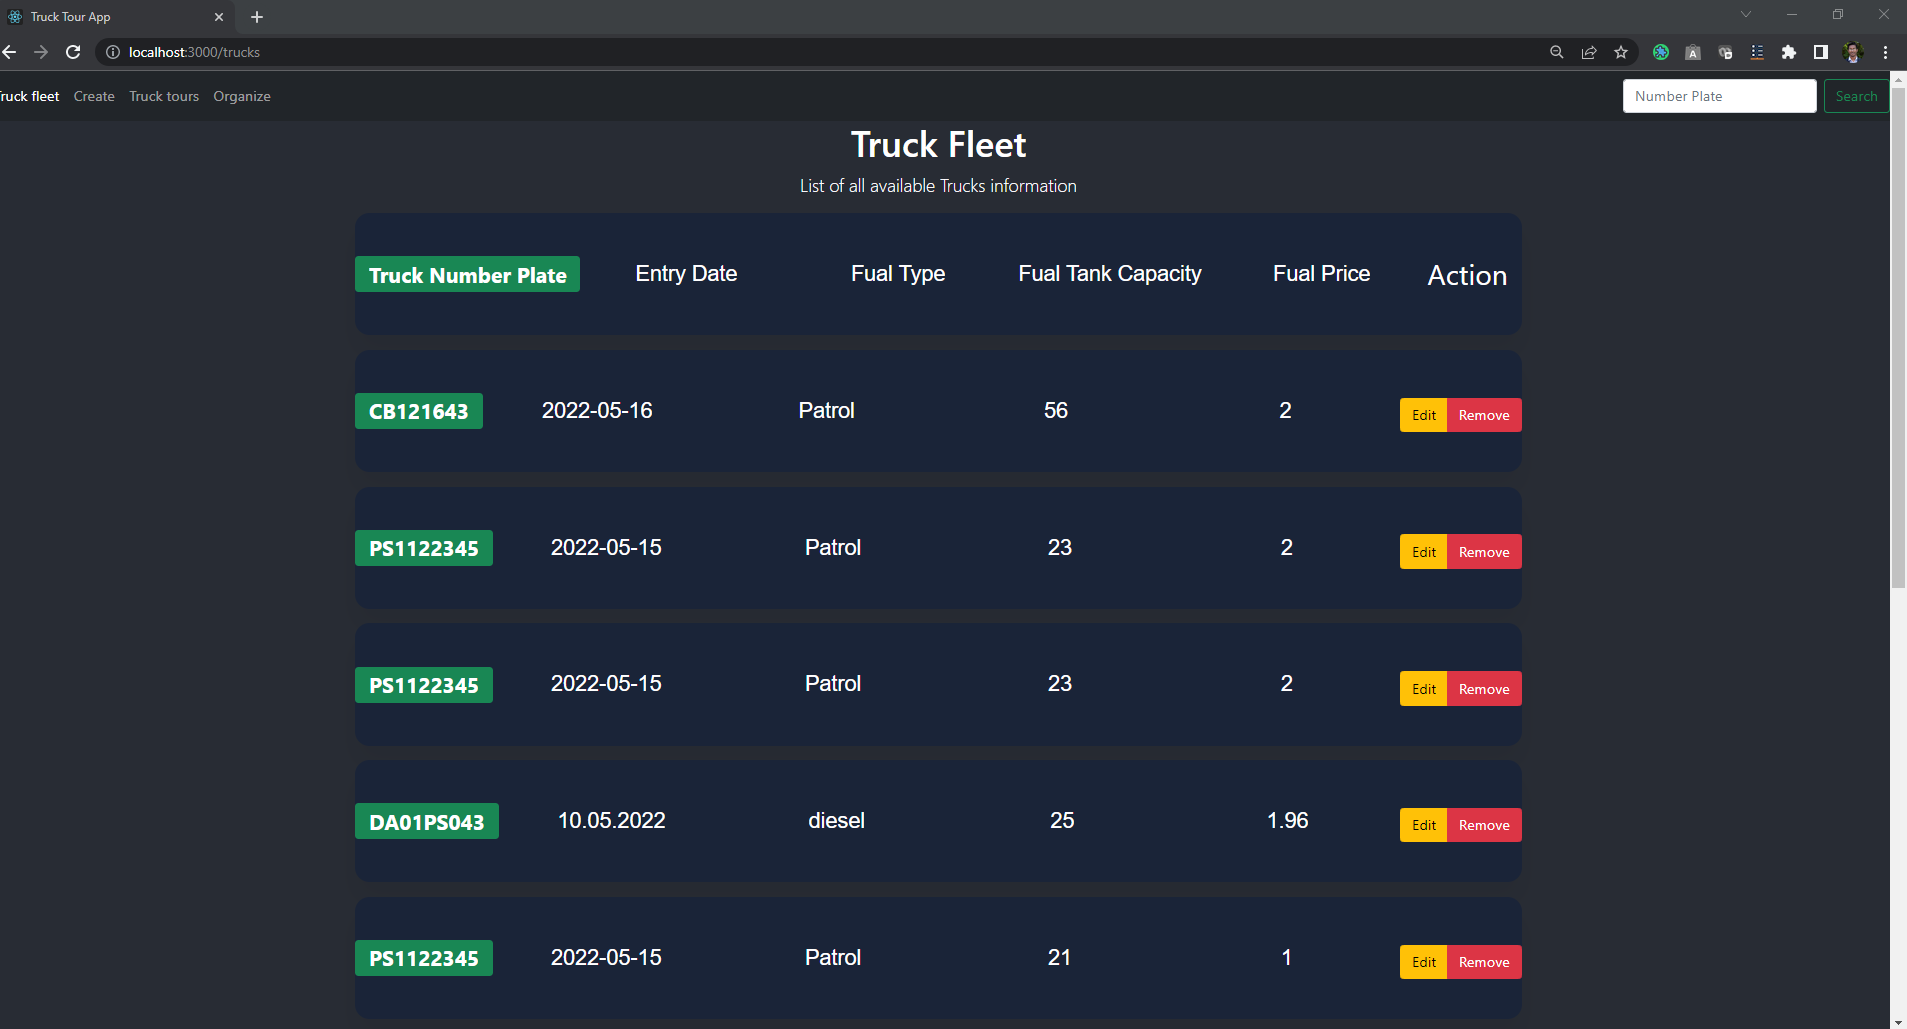 Truck Tour App
localhost:3000/trucks
ruck fleet Create Truck tours Organize Number Plate Search
Truck Fleet
List of all available Trucks information
Truck Number Plate Entry Date Fual Type Fual Tank Capacity Fual Price Action
CB121643 2022-05-16 Patrol 56 2 Edit Remove
PS1122345 2022-05-15 Patrol 23 2 Edit Remove
PS1122345 2022-05-15 Patrol 23 2 Edit Remove
DA01PS043 10.05.2022 diesel 25 1.96 Edit Remove
PS1122345 2022-05-15 Patrol 21 1 Edit Remove